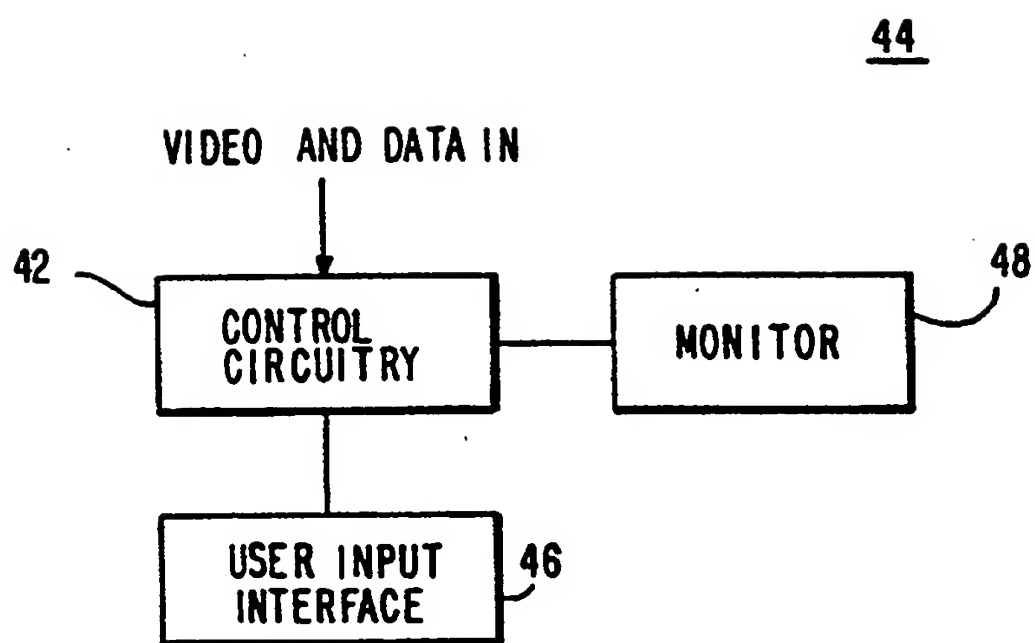 44
VIDEO AND DATA IN
42
CONTROL
CIRCUITRY
MONITOR
48
USER INPUT
INTERFACE
46